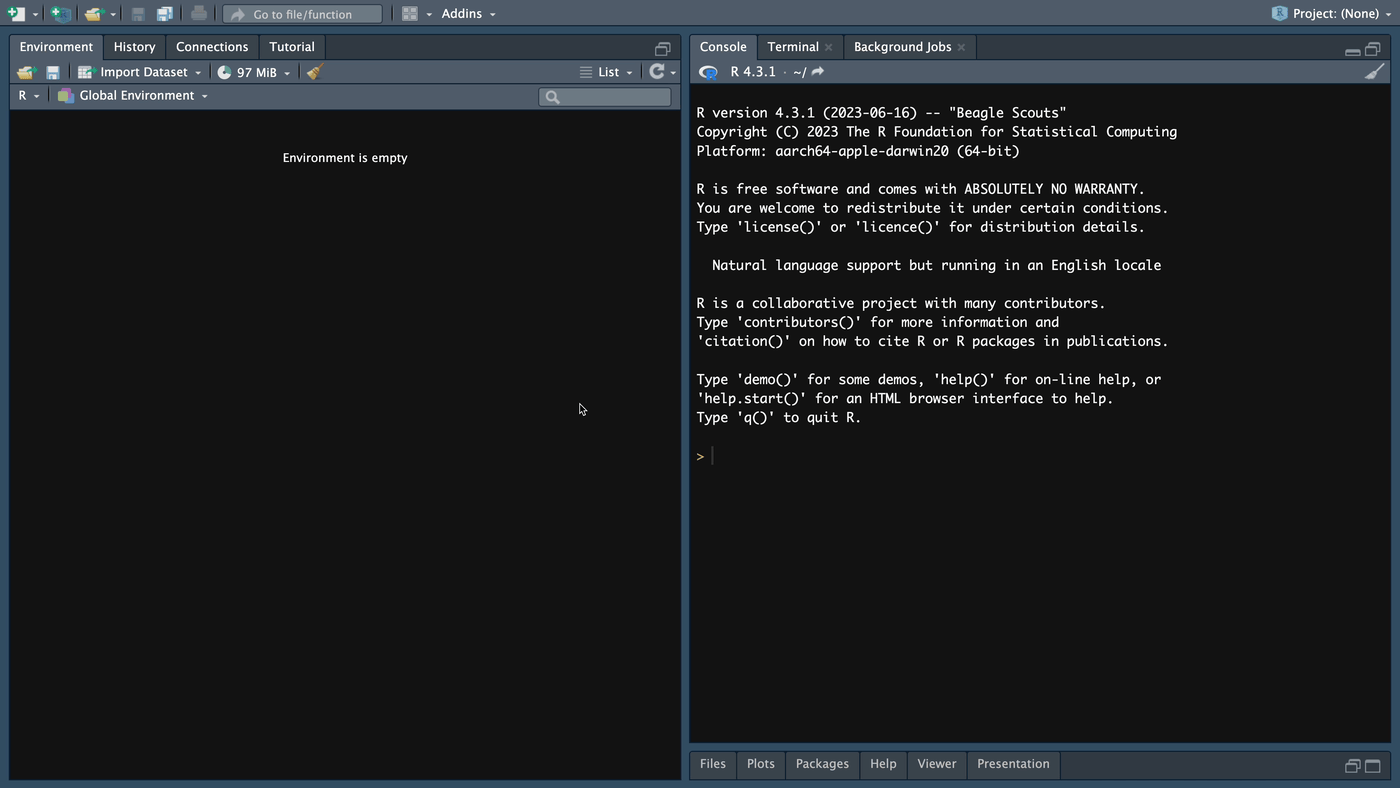 Go to file/function Addins Project: (None)
Environment History Connections Tutorial
Import Dataset 97 MiB List
R Global Environment
Environment is empty
Console Terminal Background Jobs
R 4.3.1 · ~/
R version 4.3.1 (2023-06-16) -- "Beagle Scouts"
Copyright (C) 2023 The R Foundation for Statistical Computing
Platform: aarch64-apple-darwin20 (64-bit)
R is free software and comes with ABSOLUTELY NO WARRANTY.
You are welcome to redistribute it under certain conditions.
Type 'license()' or 'licence()' for distribution details.
Natural language support but running in an English locale
R is a collaborative project with many contributors.
Type 'contributors()' for more information and
'citation()' on how to cite R or R packages in publications.
Type 'demo()' for some demos, 'help()' for on-line help, or
'help.start()' for an HTML browser interface to help.
Type 'q()' to quit R.
>
Files Plots Packages Help Viewer Presentation